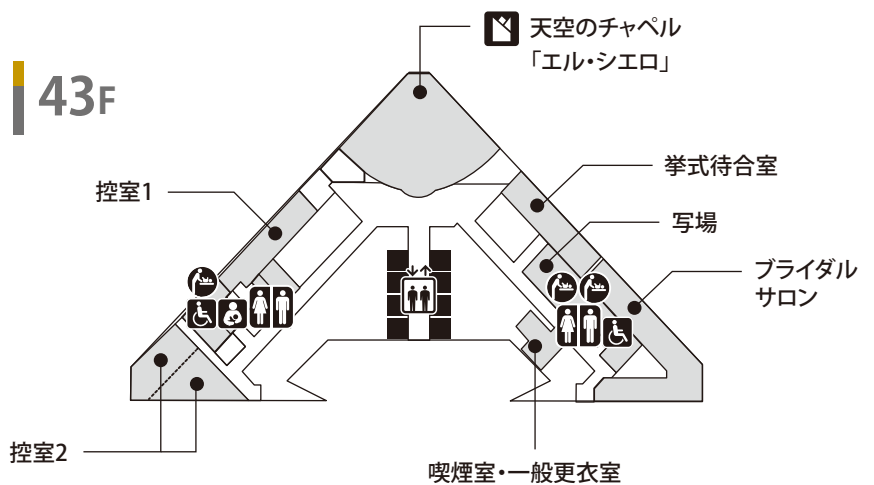 天空のチャペル
「エル・シエロ」
43F
挙式待合室
控室1
写場
ブライダル
サロン
控室2
喫煙室・一般更衣室